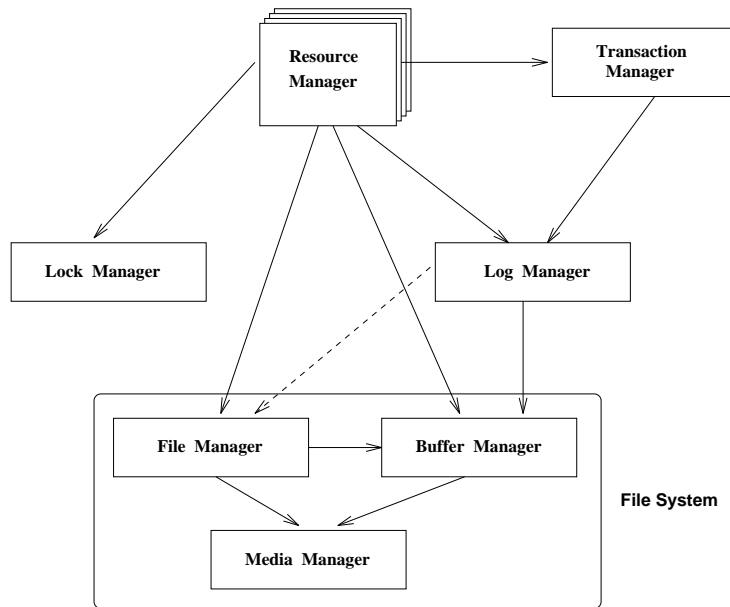 Resource
Manager
Transaction
Manager
Lock Manager
Log Manager
File Manager
Buffer Manager
File System
Media Manager